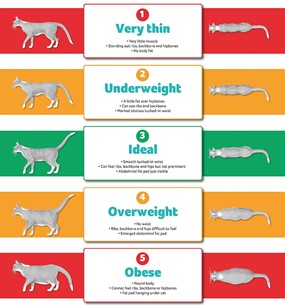 1
Very thin
• Very little muscle
• Standing out ribs, backbone and hipbones
• No body fat
2
Underweight
• A little fat over hipbones
• Can see ribs and backbone
• Marked obvious tucked-in waist
3
Ideal
• Smooth tucked-in waist
• Can feel ribs, backbone and hips but not prominent
• Abdominal fat pad just visible
4
Overweight
• No waist
• Ribs, backbone and hips difficult to feel
• Enlarged abdominal fat pad
5
Obese
• Round body
• Cannot feel ribs, backbone or hipbones
• Fat pad hanging under cat